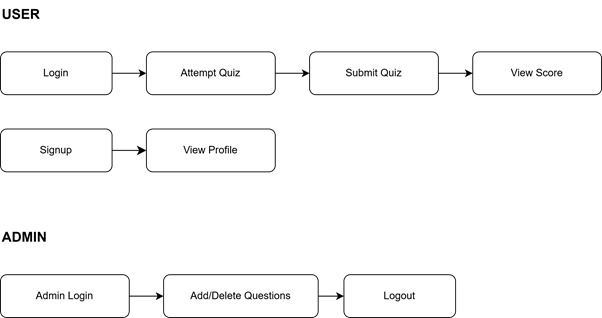 USER
Login
Attempt Quiz
Submit Quiz
View Score
Signup
View Profile
ADMIN
Admin Login
Add/Delete Questions
Logout